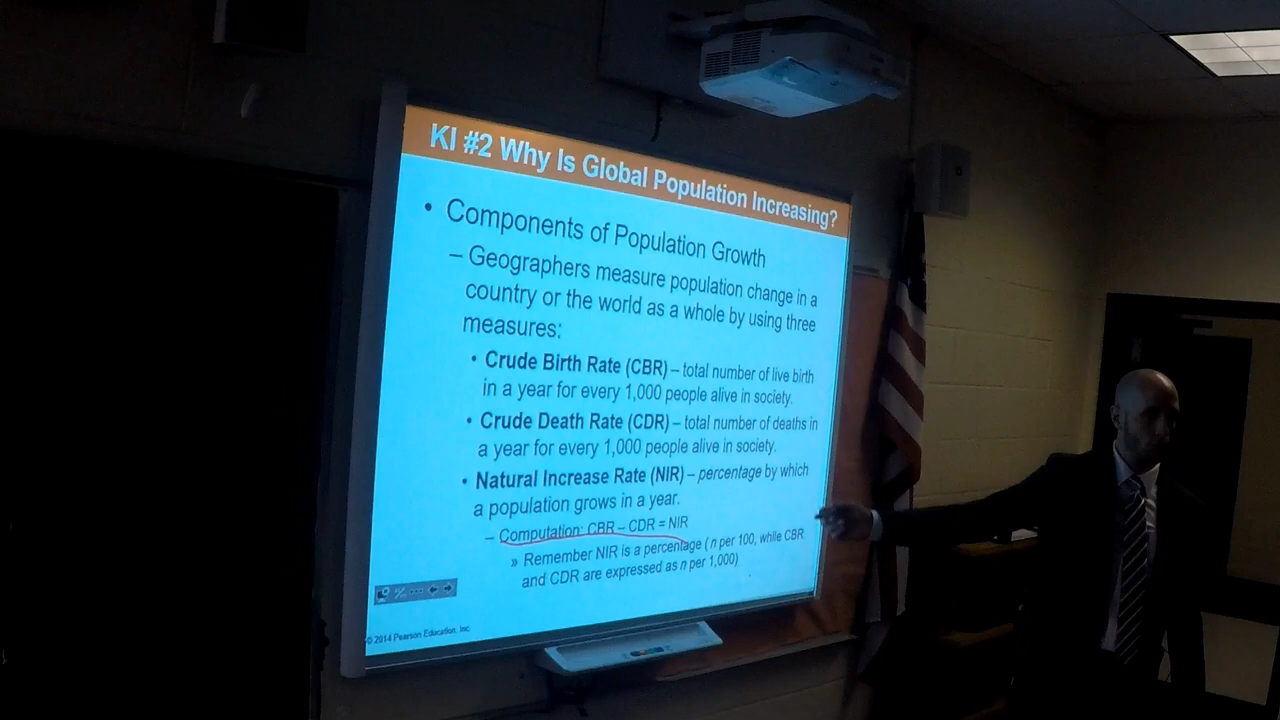 KI #2 Why Is Global Population Increasing?
• Components of Population Growth
– Geographers measure population change in a
country or the world as a whole by using three
measures:
• Crude Birth Rate (CBR) – total number of live birth
in a year for every 1,000 people alive in society.
• Crude Death Rate (CDR) – total number of deaths in
a year for every 1,000 people alive in society.
• Natural Increase Rate (NIR) – percentage by which
a population grows in a year.
– Computation: CBR – CDR = NIR
» Remember NIR is a percentage ( n per 100, while CBR
and CDR are expressed as n per 1,000)
© 2014 Pearson Education, Inc.